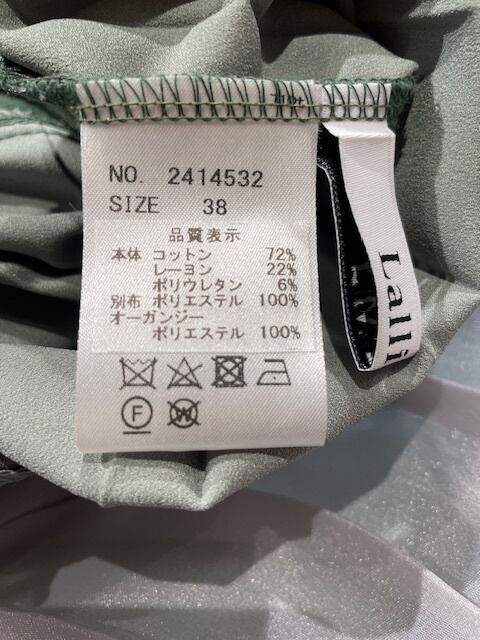 NO. 2414532
SIZE 38
品質表示
本体 コットン 72%
レーヨン 22%
ポリウレタン 6%
別布 ポリエステル 100%
オーガンジー
ポリエステル 100%
F
W
Lalli